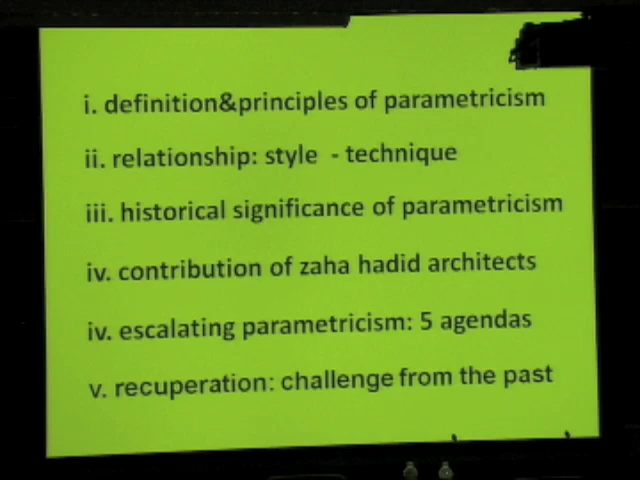 i. definition&principles of parametricism
ii. relationship: style - technique
iii. historical significance of parametricism
iv. contribution of zaha hadid architects
iv. escalating parametricism: 5 agendas
v. recuperation: challenge from the past